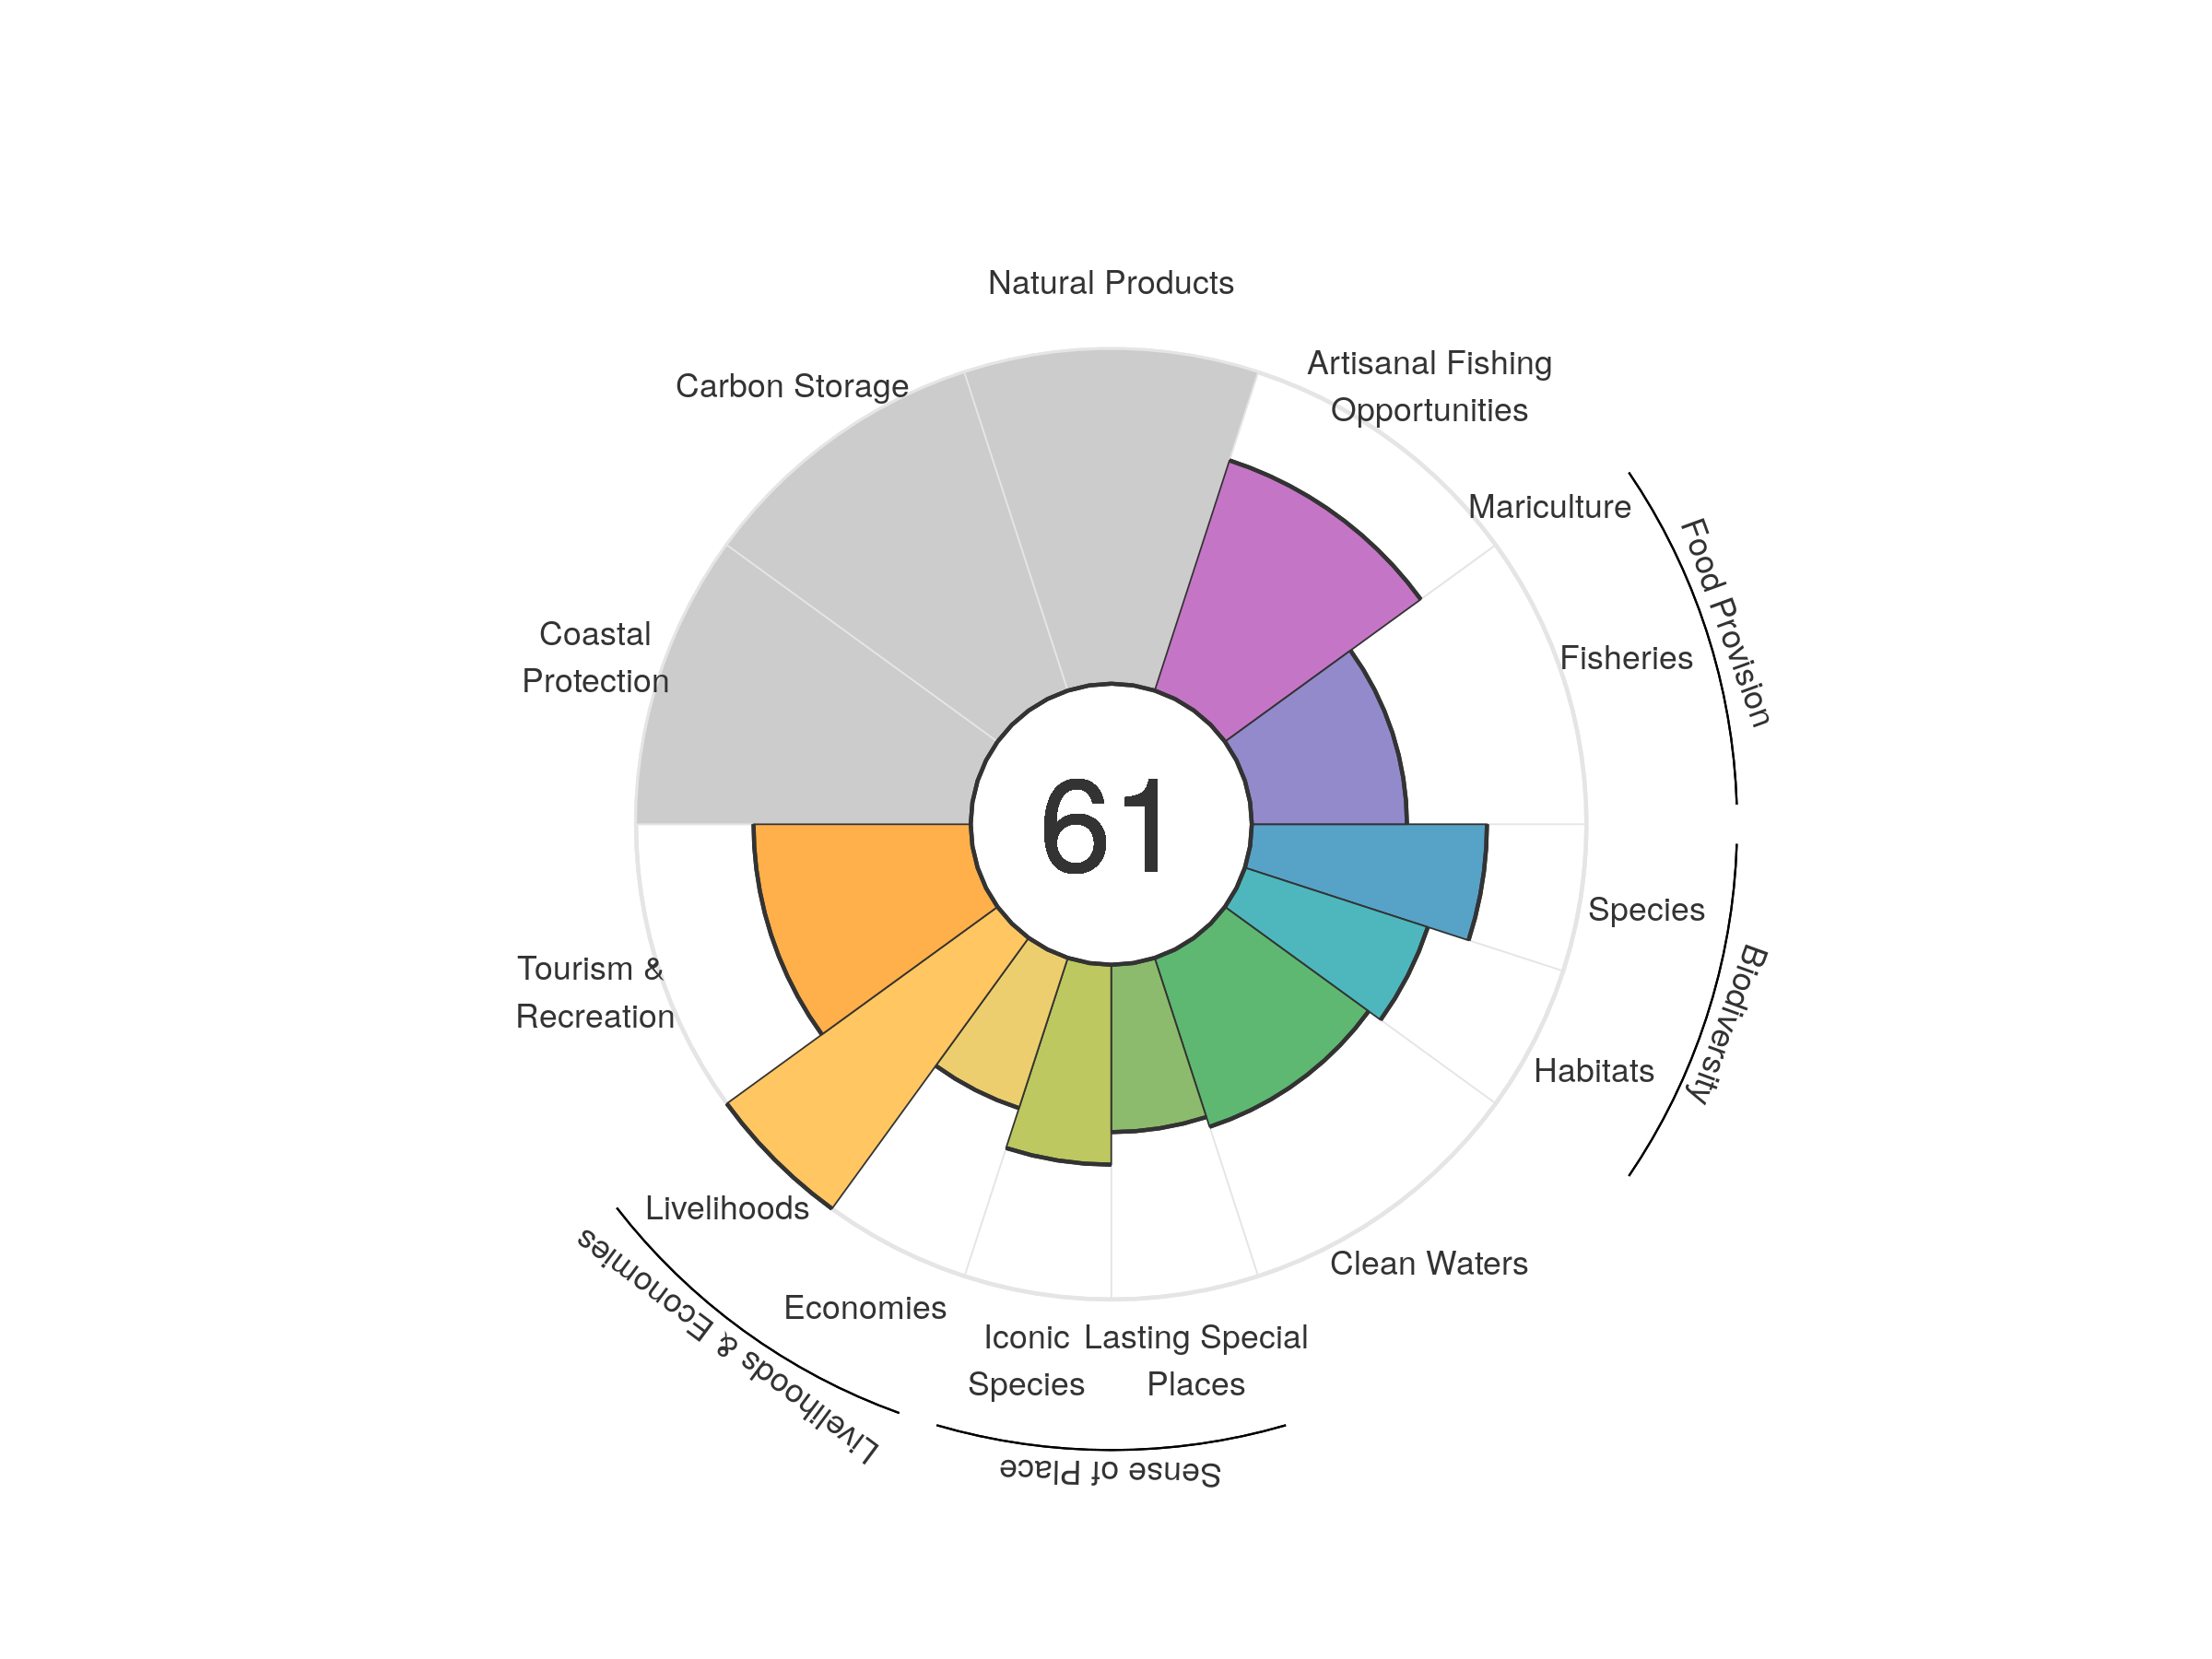 Natural Products
Artisanal Fishing
Opportunities
Carbon Storage
Mariculture
Food Provision
Coastal
Protection
Fisheries
61
Species
Biodiversity
Tourism &
Recreation
Habitats
Livelihoods
Clean Waters
Livelihoods & Economies
Economies
Iconic
Species
Lasting Special
Places
Sense of Place